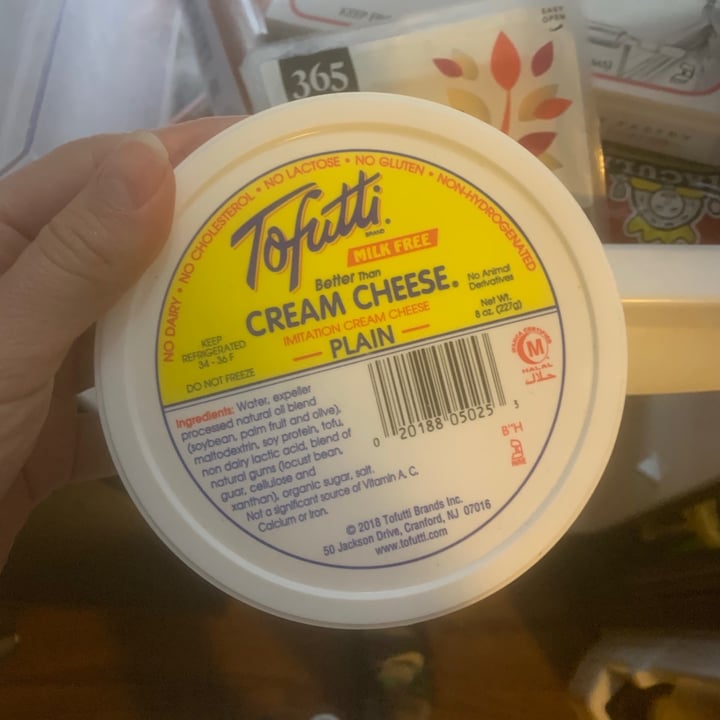 365
EASY
OPEN
NO DAIRY • NO CHOLESTEROL • NO LACTOSE • NO GLUTEN • NON-HYDROGENATED
Tofutti
BRAND
MILK FREE
Better Than
CREAM CHEESE.
IMITATION CREAM CHEESE
PLAIN
No Animal
Derivatives
Net Wt.
8 oz. (227g)
KEEP
REFRIGERATED
34 - 36 F
DO NOT FREEZE
Ingredients: Water, expeller
processed natural oil blend
(soybean, palm fruit and olive),
maltodextrin, soy protein, tofu,
non dairy lactic acid, blend of
natural gums (locust bean,
guar, cellulose and
xanthan), organic sugar, salt.
Not a significant source of Vitamin A, C,
Calcium or Iron.
0 20188 05025 3
M
HALAL
حلال
B"H
© 2018 Tofutti Brands Inc.
50 Jackson Drive, Cranford, NJ 07016
www.tofutti.com